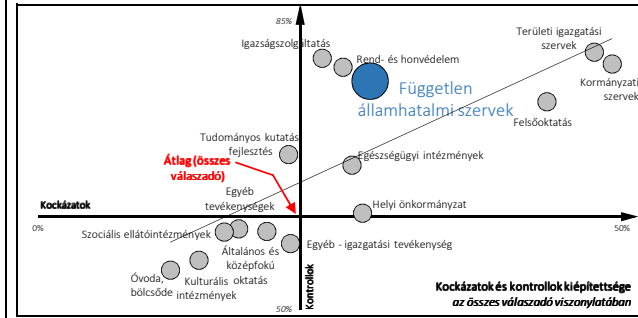 85%
Igazságszolgáltatás
Rend- és honvédelem
Területi igazgatási
szervek
Kormányzati
szervek
Független
államhatalmi szervek
Felsőoktatás
Tudományos kutatás
fejlesztés
Egészségügyi intézmények
Átlag (összes
válaszadó)
Egyéb
tevékenységek
Helyi önkormányzat
Kockázatok
0%
50%
Szociális ellátóintézmények
Általános és
középfokú
oktatás
Egyéb - igazgatási tevékenység
Óvoda,
bölcsőde
Kulturális
intézmények
Kontrollok
50%
Kockázatok és kontrollok kiépítettsége
az összes válaszadó viszonylatában